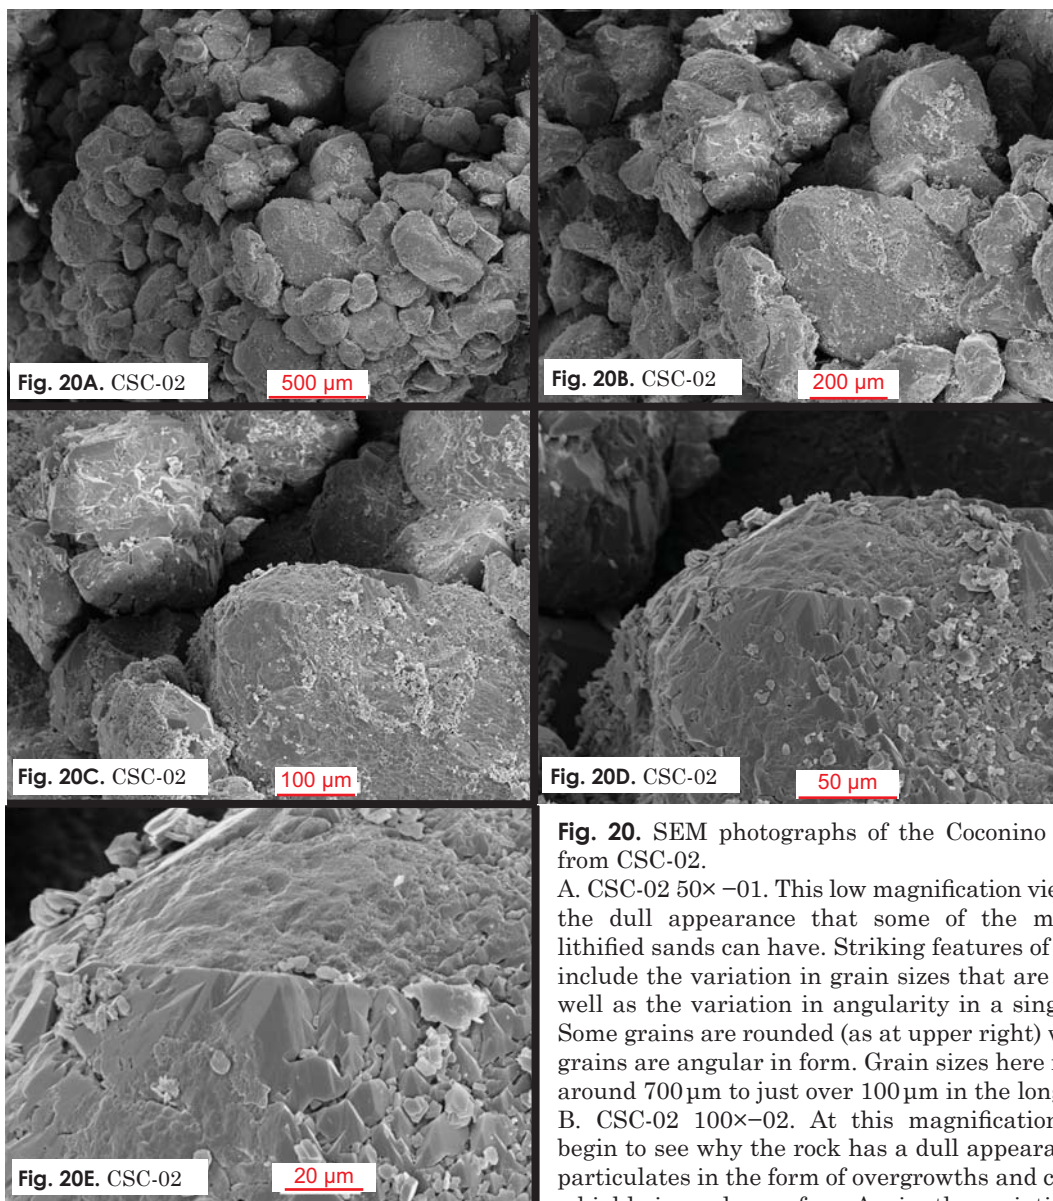 Fig. 20A. CSC-02
500 µm
Fig. 20B. CSC-02
200 µm
Fig. 20C. CSC-02
100 µm
Fig. 20D. CSC-02
50 µm
Fig. 20E. CSC-02
20 µm
Fig. 20. SEM photographs of the Coconino
from CSC-02.
A. CSC-02 50× −01. This low magnification
the dull appearance that some of the
lithified sands can have. Striking features of
include the variation in grain sizes that are
well as the variation in angularity in a
Some grains are rounded (as at upper right)
grains are angular in form. Grain sizes here
around 700 µm to just over 100 µm in the
B. CSC-02 100×−02. At this magnification
begin to see why the rock has a dull
particulates in the form of overgrowths and